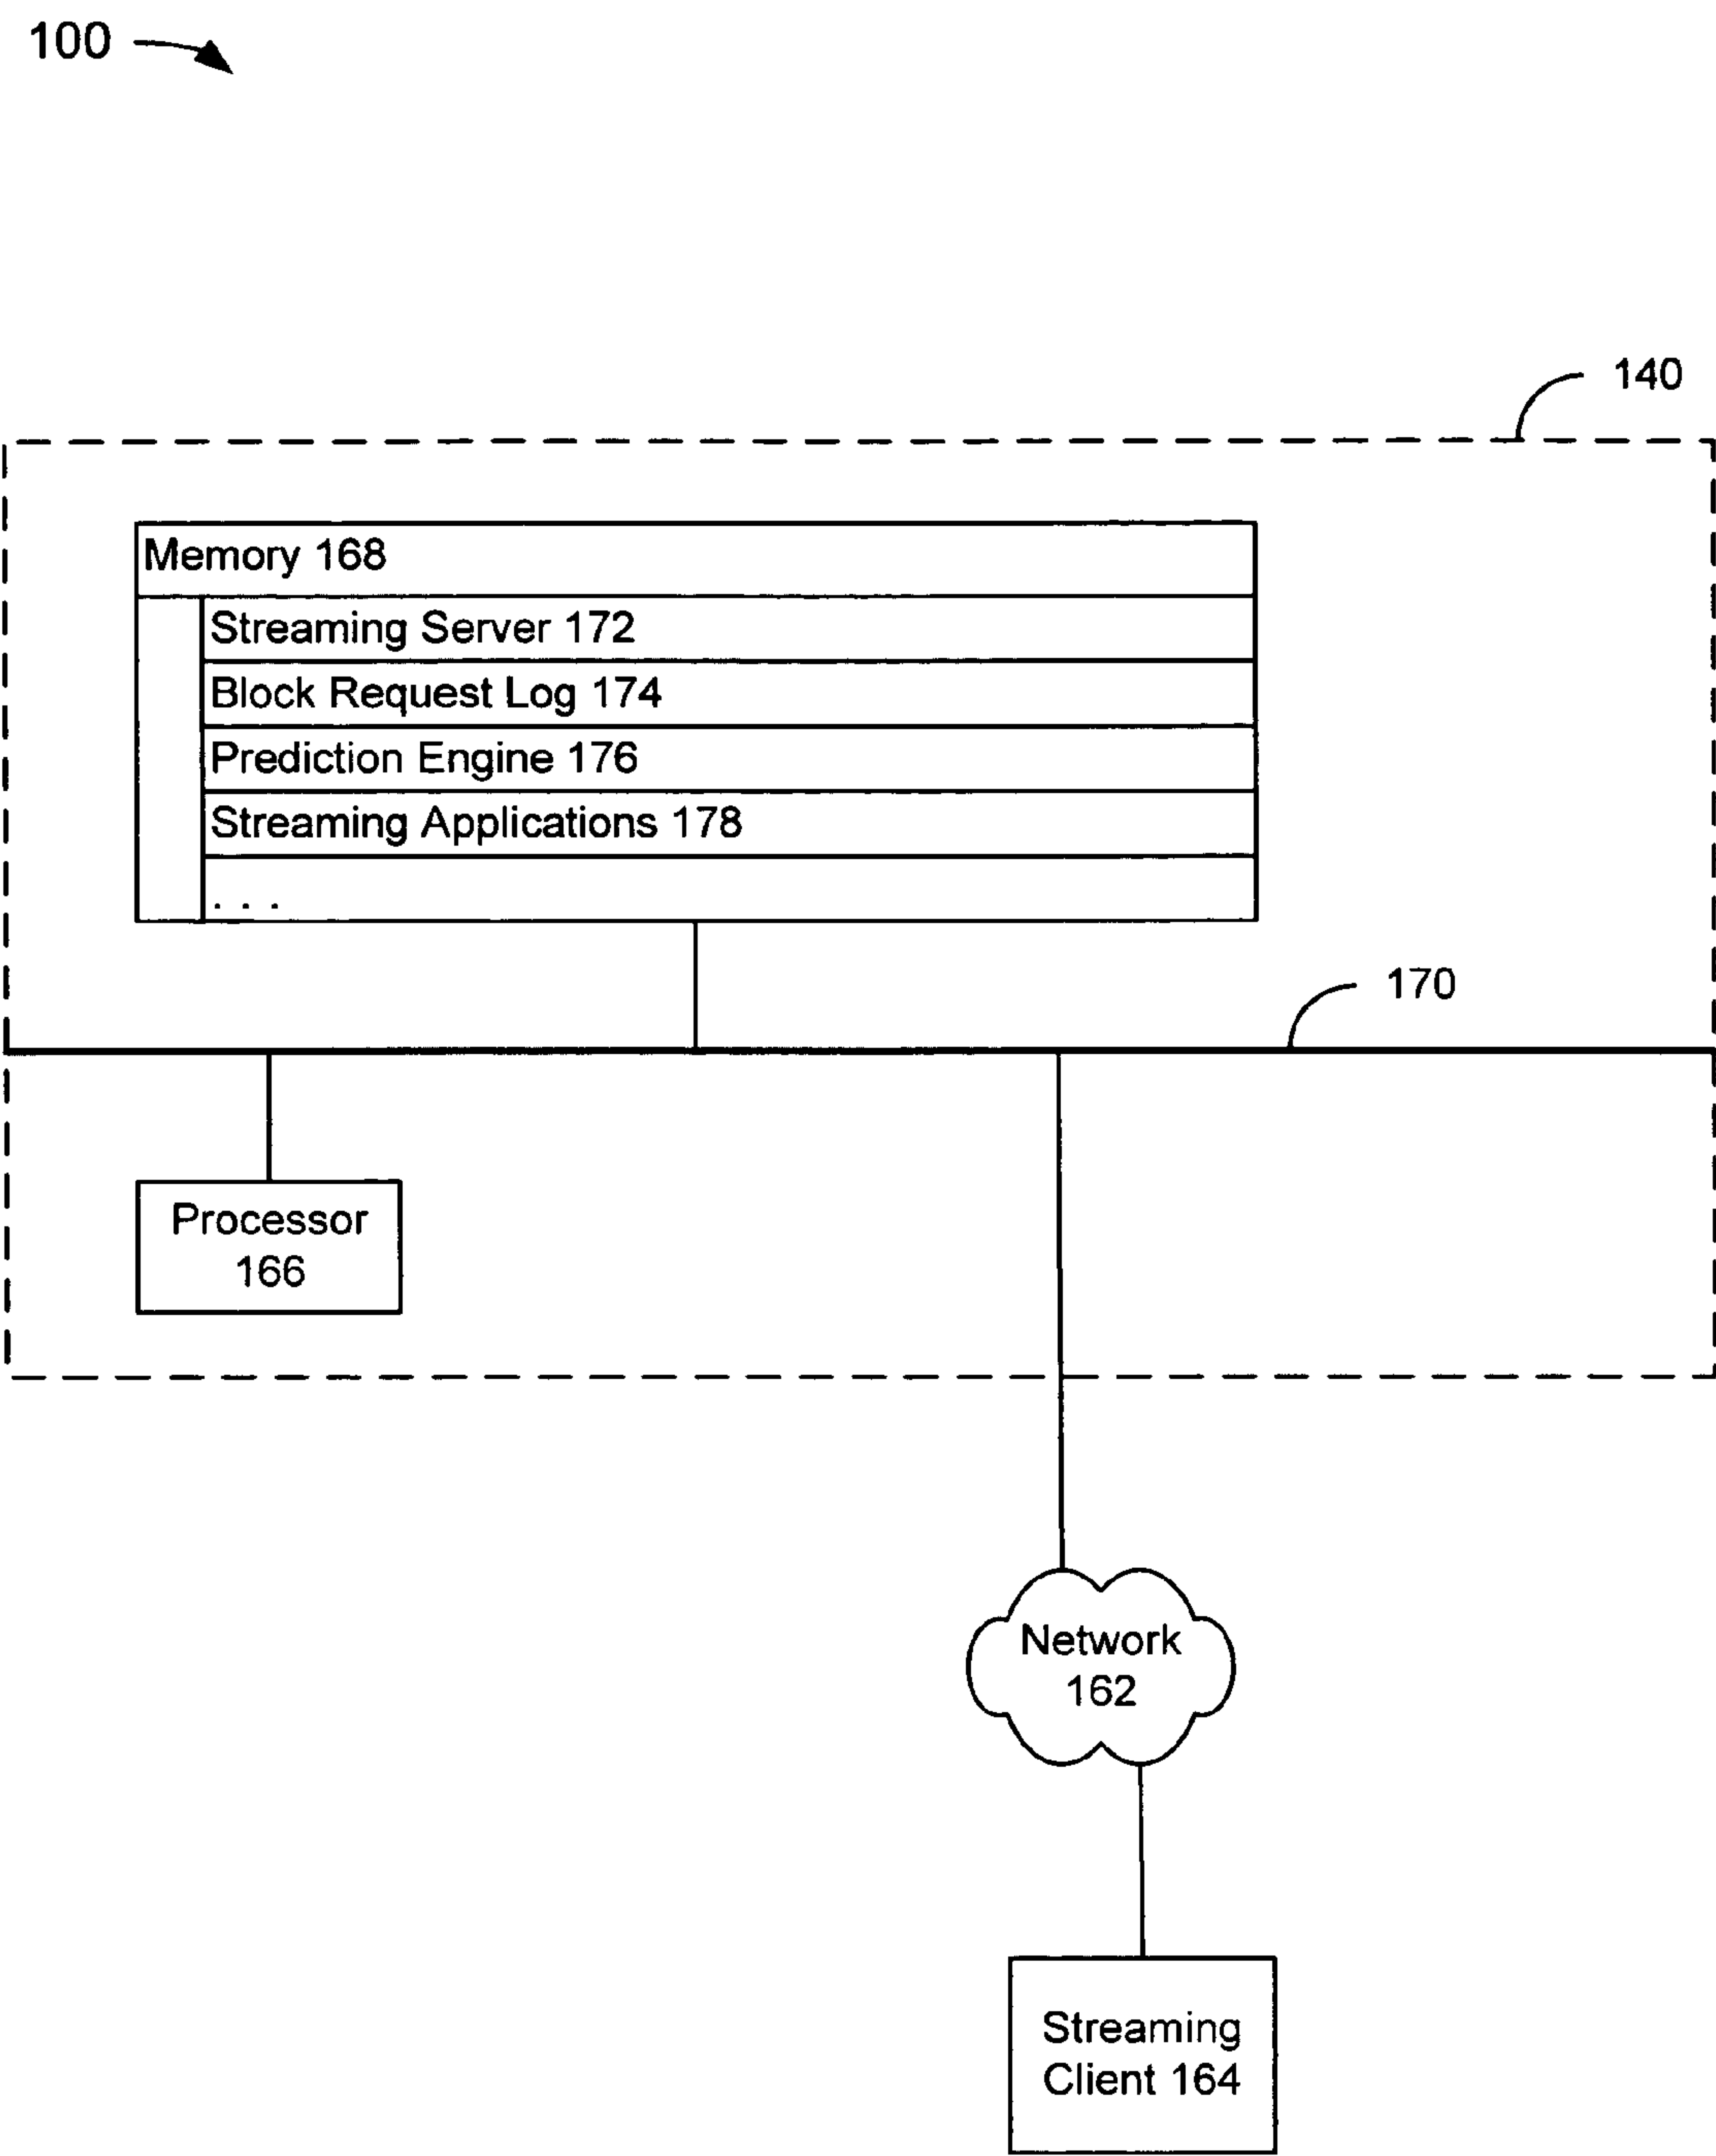 100
140
Memory 168
Streaming Server 172
Block Request Log 174
Prediction Engine 176
Streaming Applications 178
. . .
170
Processor
166
Network
162
Streaming
Client 164